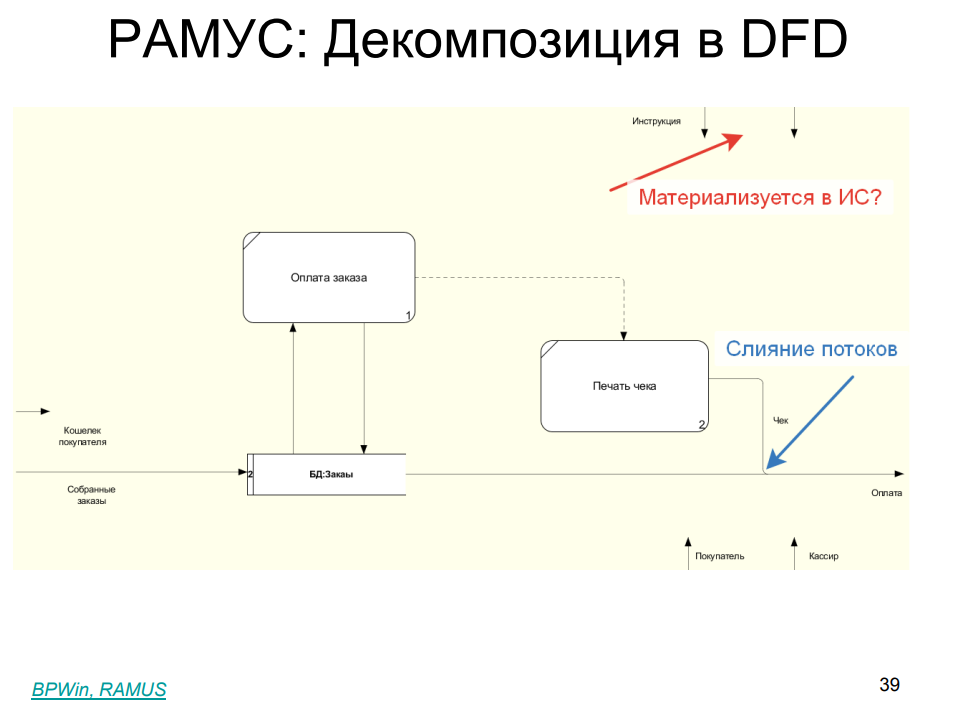 РАМУС: Декомпозиция в DFD
Инструкция
Материализуется в ИС?
Оплата заказа
1
Слияние потоков
Печать чека
2
Чек
Кошелек
покупателя
2
БД:Закаы
Собранные
заказы
Оплата
Покупатель
Кассир
BPWin, RAMUS
39